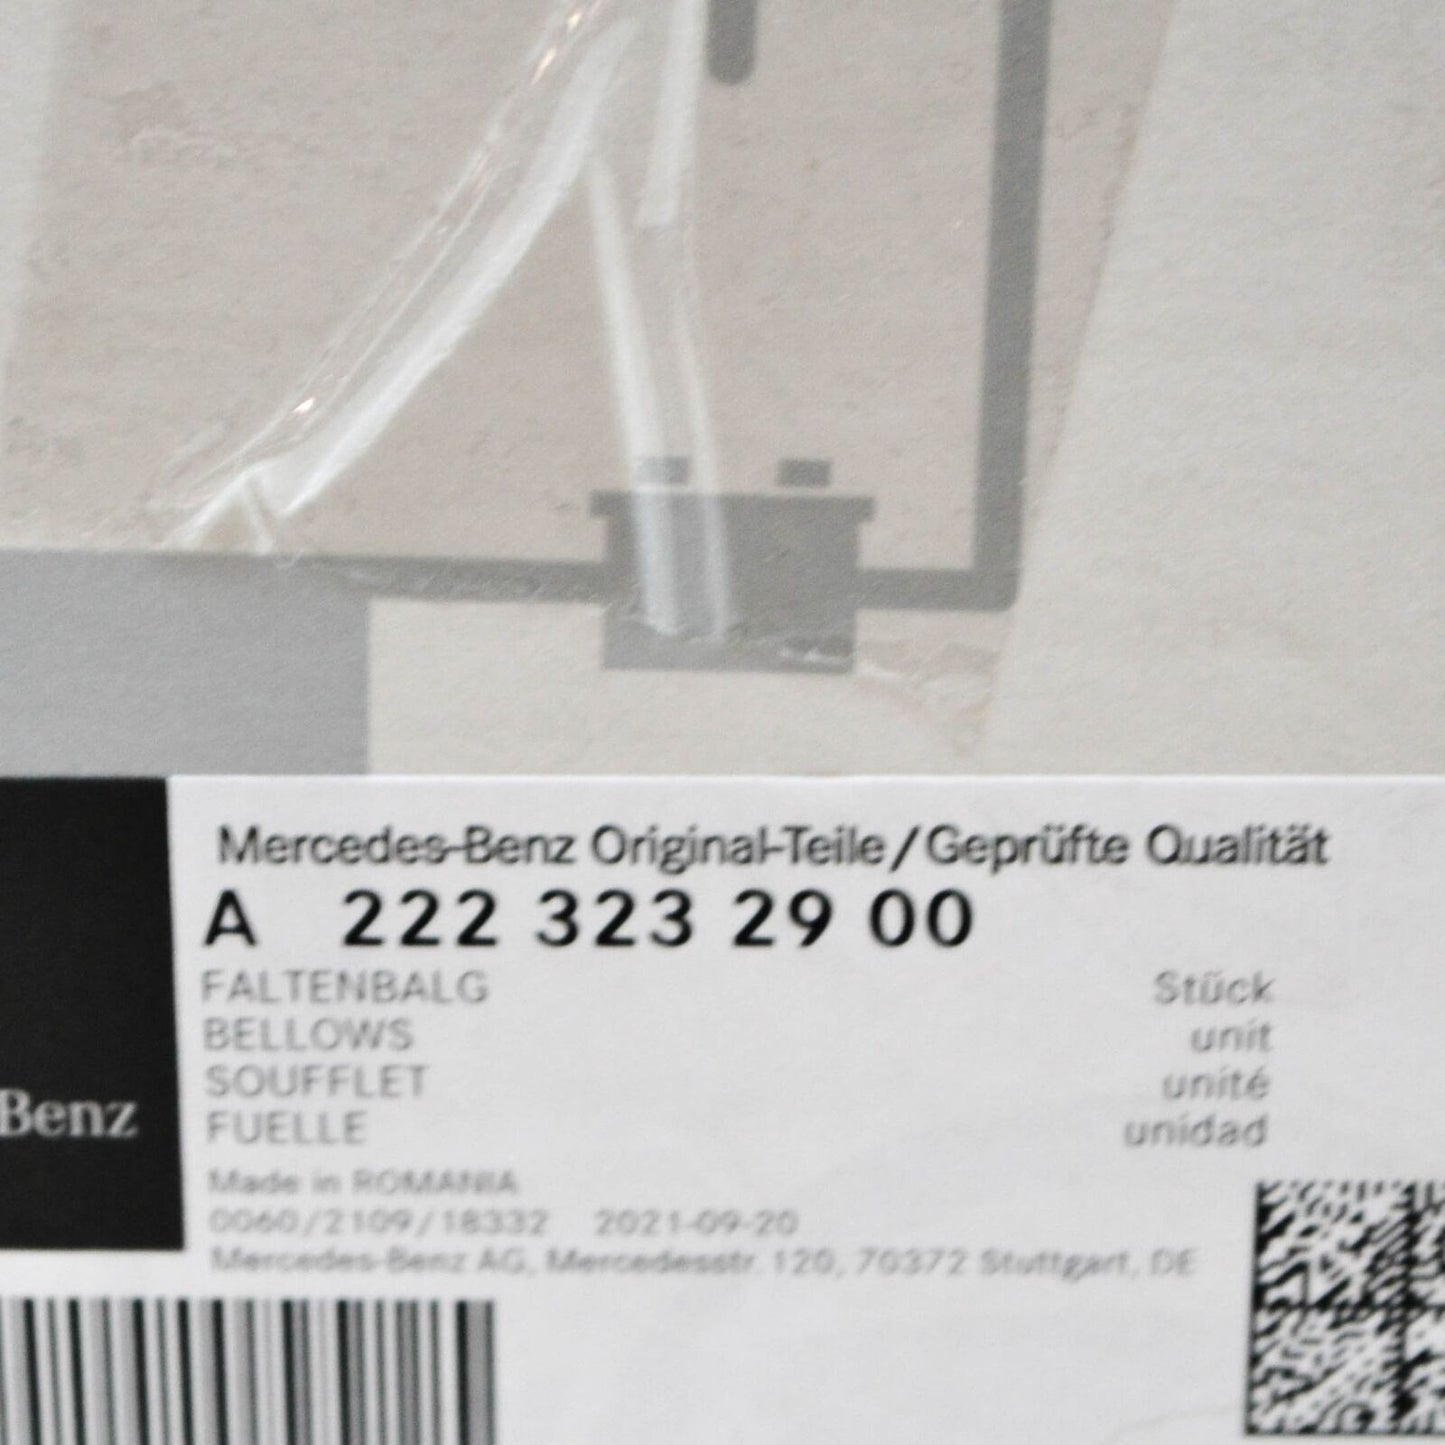 Mercedes-Benz Original-Teile/Geprüfte Qualität
A 222 323 29 00
FALTENBALG Stück
BELLOWS unit
SOUFFLET unité
FUELLE unidad
Benz
Made in ROMANIA
0060/2109/18332 2021-09-20
Mercedes-Benz AG, Mercedesstr. 120, 70372 Stuttgart, DE